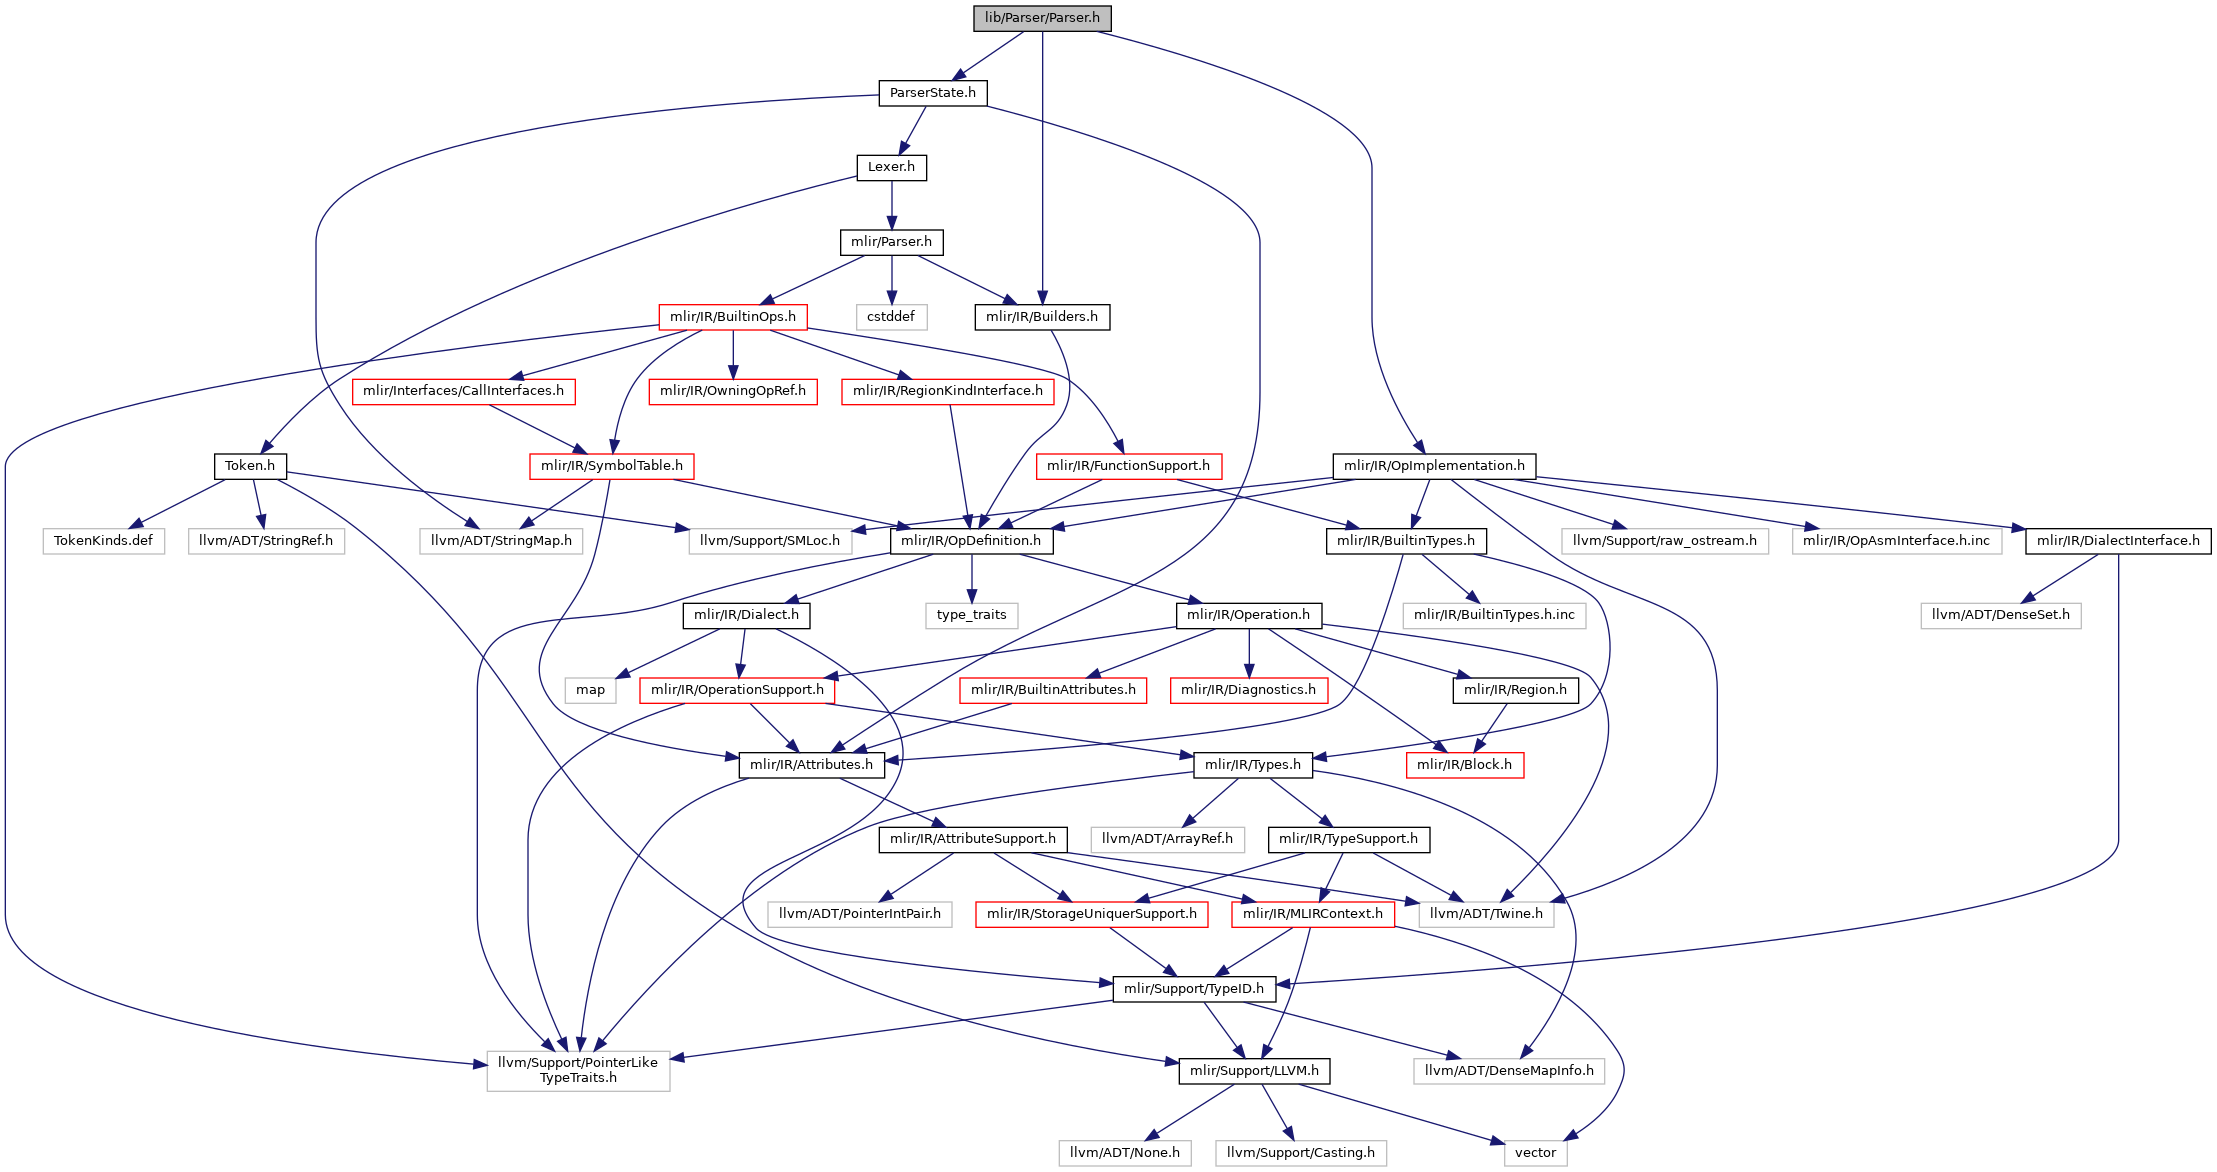 lib/Parser/Parser.h
ParserState.h
Lexer.h
mlir/Parser.h
mlir/IR/BuiltinOps.h
cstddef
mlir/IR/Builders.h
mlir/Interfaces/CallInterfaces.h
mlir/IR/OwningOpRef.h
mlir/IR/RegionKindInterface.h
Token.h
mlir/IR/SymbolTable.h
mlir/IR/FunctionSupport.h
mlir/IR/OpImplementation.h
TokenKinds.def
llvm/ADT/StringRef.h
llvm/ADT/StringMap.h
llvm/Support/SMLoc.h
mlir/IR/OpDefinition.h
mlir/IR/BuiltinTypes.h
llvm/Support/raw_ostream.h
mlir/IR/OpAsmInterface.h.inc
mlir/IR/DialectInterface.h
mlir/IR/Dialect.h
type_traits
mlir/IR/Operation.h
mlir/IR/BuiltinTypes.h.inc
llvm/ADT/DenseSet.h
map
mlir/IR/OperationSupport.h
mlir/IR/BuiltinAttributes.h
mlir/IR/Diagnostics.h
mlir/IR/Region.h
mlir/IR/Attributes.h
mlir/IR/Types.h
mlir/IR/Block.h
mlir/IR/AttributeSupport.h
llvm/ADT/ArrayRef.h
mlir/IR/TypeSupport.h
llvm/ADT/PointerIntPair.h
mlir/IR/StorageUniquerSupport.h
mlir/IR/MLIRContext.h
llvm/ADT/Twine.h
mlir/Support/TypeID.h
llvm/Support/PointerLike
TypeTraits.h
mlir/Support/LLVM.h
llvm/ADT/DenseMapInfo.h
llvm/ADT/None.h
llvm/Support/Casting.h
vector